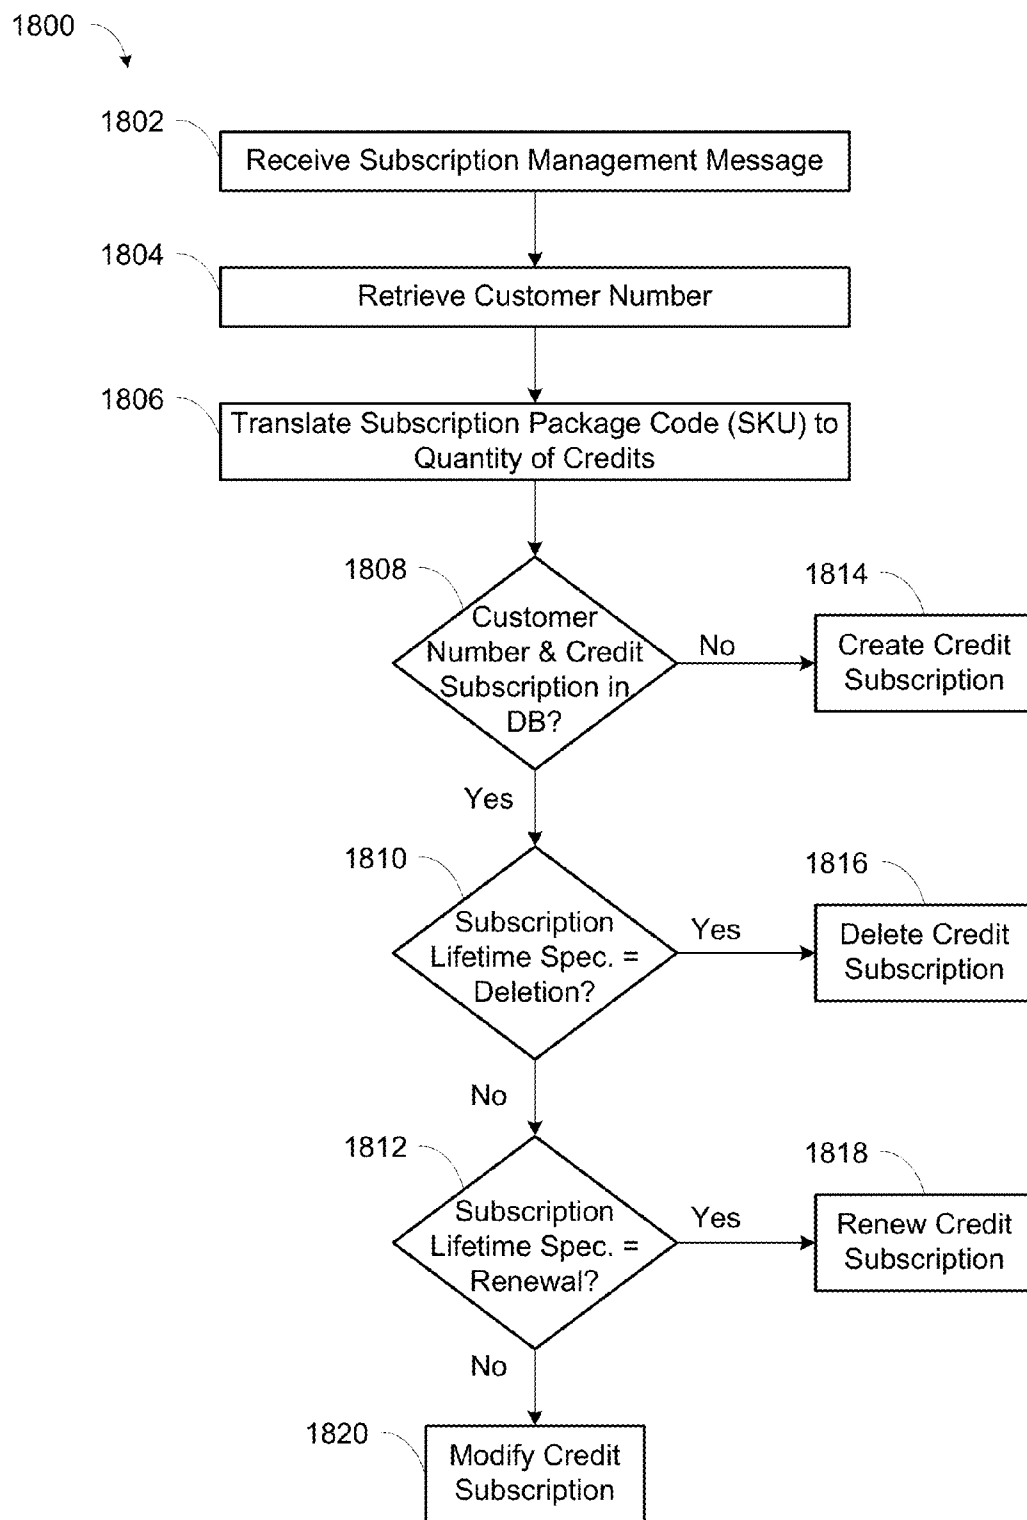 1800
1802
Receive Subscription Management Message
1804
Retrieve Customer Number
1806
Translate Subscription Package Code (SKU) to
Quantity of Credits
1808
Customer
Number & Credit
Subscription in
DB?
No
1814
Create Credit
Subscription
Yes
1810
Subscription
Lifetime Spec. =
Deletion?
Yes
1816
Delete Credit
Subscription
No
1812
Subscription
Lifetime Spec. =
Renewal?
Yes
1818
Renew Credit
Subscription
No
1820
Modify Credit
Subscription